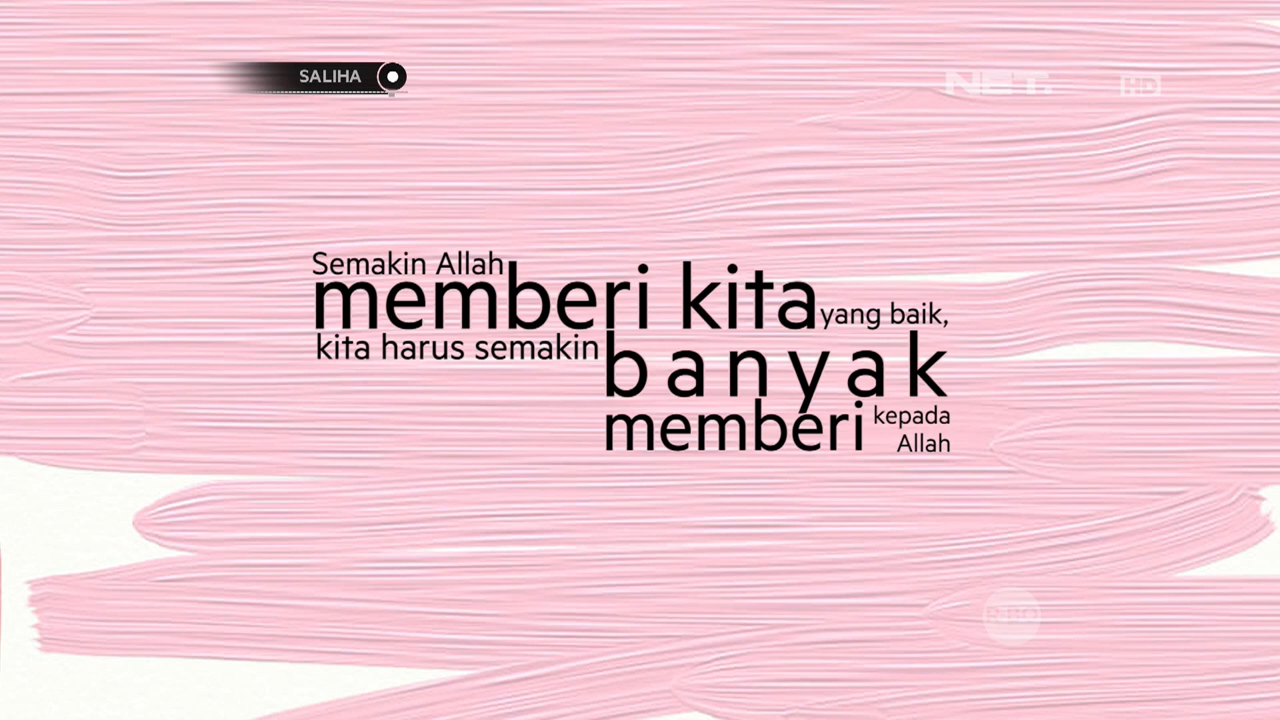 SALIHA
NET. HD
Semakin Allah
memberi kita yang baik,
kita harus semakin banyak
memberi kepada
Allah